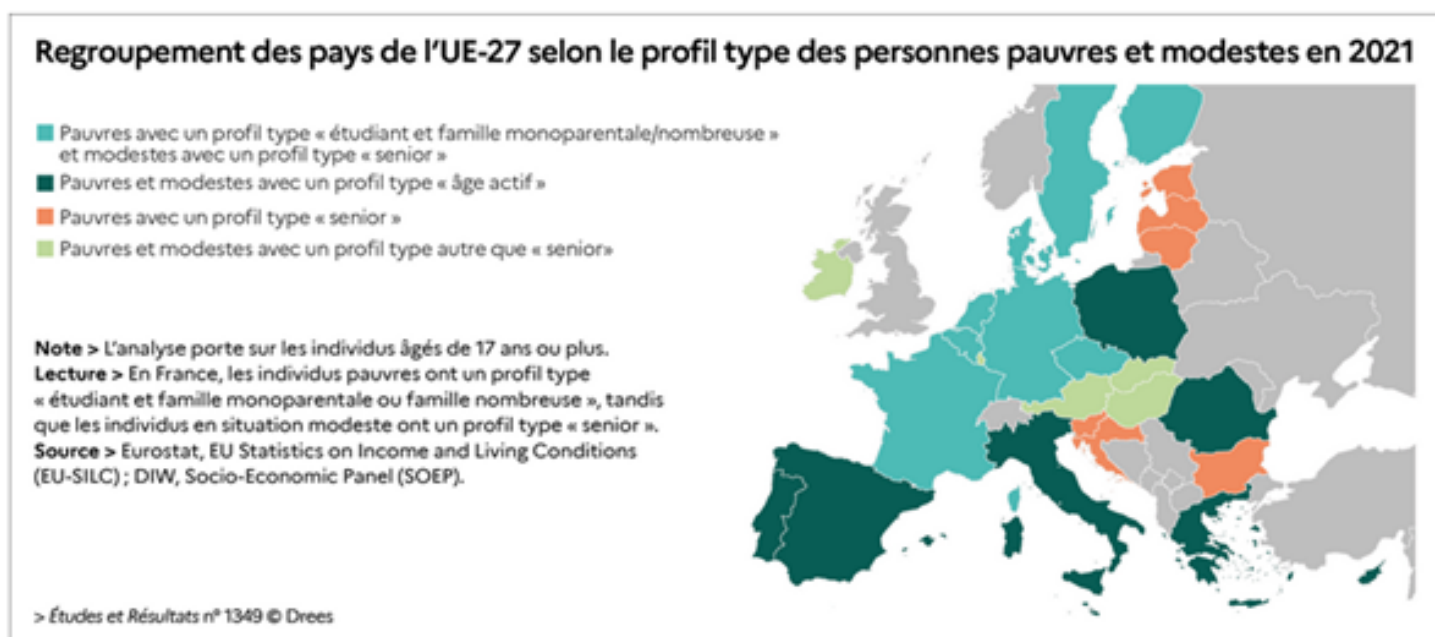 Regroupement des pays de l’UE-27 selon le profil type des personnes pauvres et modestes en 2021
Pauvres avec un profil type « étudiant et famille monoparentale/nombreuse »
et modestes avec un profil type « senior »
Pauvres et modestes avec un profil type « âge actif »
Pauvres avec un profil type « senior »
Pauvres et modestes avec un profil type autre que « senior»
Note > L’analyse porte sur les individus âgés de 17 ans ou plus.
Lecture > En France, les individus pauvres ont un profil type
« étudiant et famille monoparentale ou famille nombreuse », tandis
que les individus en situation modeste ont un profil type « senior ».
Source > Eurostat, EU Statistics on Income and Living Conditions
(EU-SILC) ; DIW, Socio-Economic Panel (SOEP).
> Études et Résultats nº 1349 © Drees